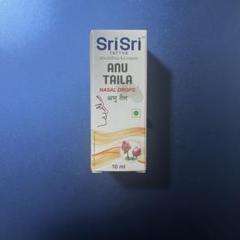 Sri Sri
TATTVA
ANU
TAILA
NASAL DROPS
अणु तैल
10 ml